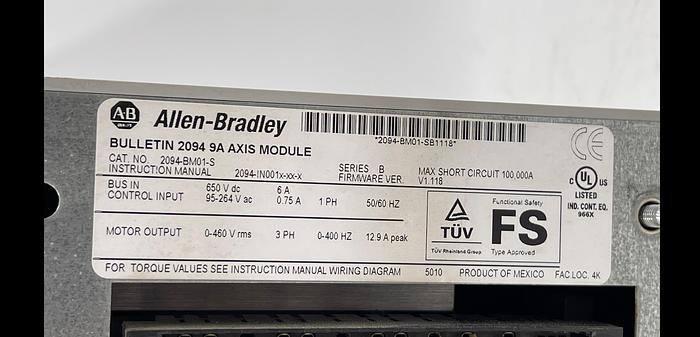 A-B Allen-Bradley
*2094-BM01-SB1118*
BULLETIN 2094 9A AXIS MODULE
CAT. NO. 2094-BM01-S
INSTRUCTION MANUAL 2094-IN001x-xx-x
SERIES B
FIRMWARE VER. V1.118
MAX SHORT CIRCUIT 100,000A
BUS IN 650 V dc 6 A
CONTROL INPUT 95-264 V ac 0.75 A 1 PH 50/60 HZ
MOTOR OUTPUT 0-460 V rms 3 PH 0-400 HZ 12.9 A peak
TÜV
TÜV Rheinland Group
Functional Safety
FS
Type Approved
CE
C UL US
LISTED
IND. CONT. EQ.
966X
FOR TORQUE VALUES SEE INSTRUCTION MANUAL WIRING DIAGRAM 5010 PRODUCT OF MEXICO FAC LOC. 4K